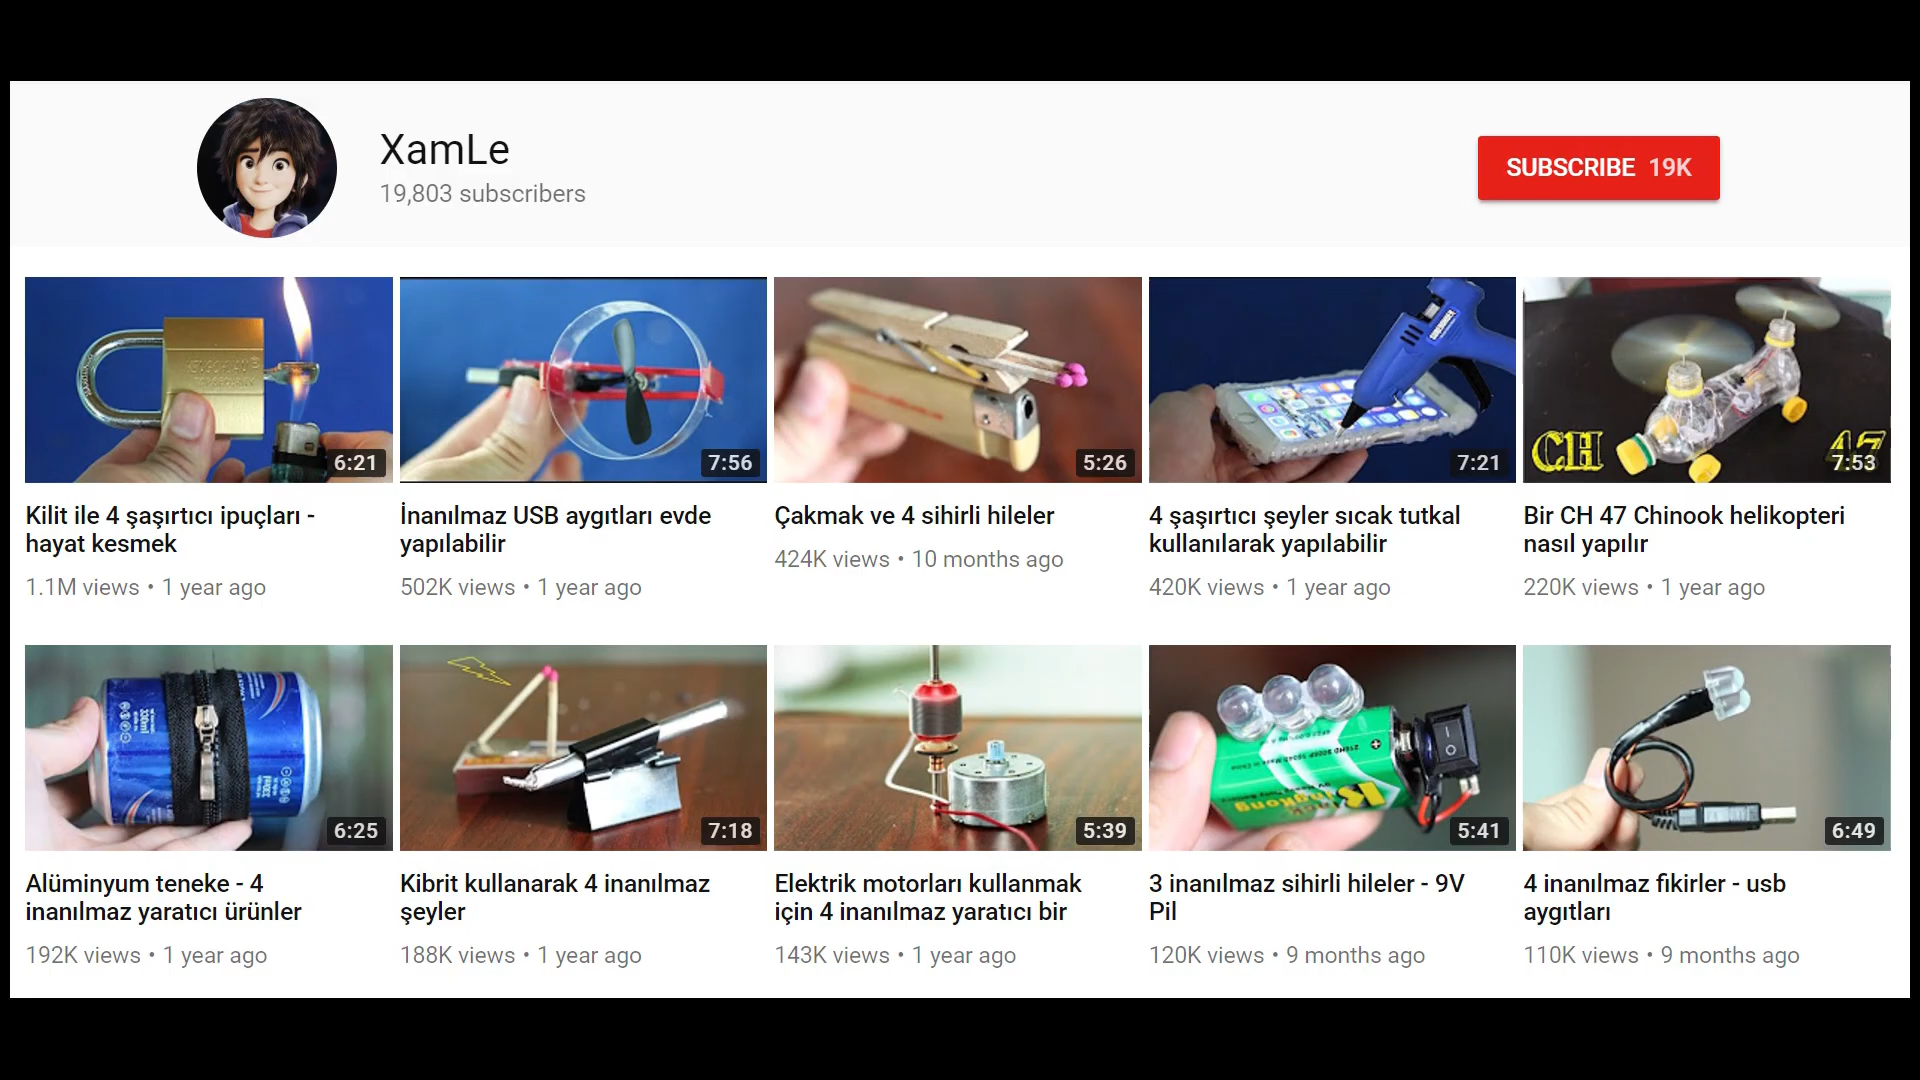 XamLe
19,803 subscribers
SUBSCRIBE 19K
6:21
7:56
5:26
7:21
CH 47
7:53
Kilit ile 4 şaşırtıcı ipuçları -
hayat kesmek
1.1M views • 1 year ago
İnanılmaz USB aygıtları evde
yapılabilir
502K views • 1 year ago
Çakmak ve 4 sihirli hileler
424K views • 10 months ago
4 şaşırtıcı şeyler sıcak tutkal
kullanılarak yapılabilir
420K views • 1 year ago
Bir CH 47 Chinook helikopteri
nasıl yapılır
220K views • 1 year ago
6:25
7:18
5:39
5:41
6:49
Alüminyum teneke - 4
inanılmaz yaratıcı ürünler
192K views • 1 year ago
Kibrit kullanarak 4 inanılmaz
şeyler
188K views • 1 year ago
Elektrik motorları kullanmak
için 4 inanılmaz yaratıcı bir
143K views • 1 year ago
3 inanılmaz sihirli hileler - 9V
Pil
120K views • 9 months ago
4 inanılmaz fikirler - usb
aygıtları
110K views • 9 months ago